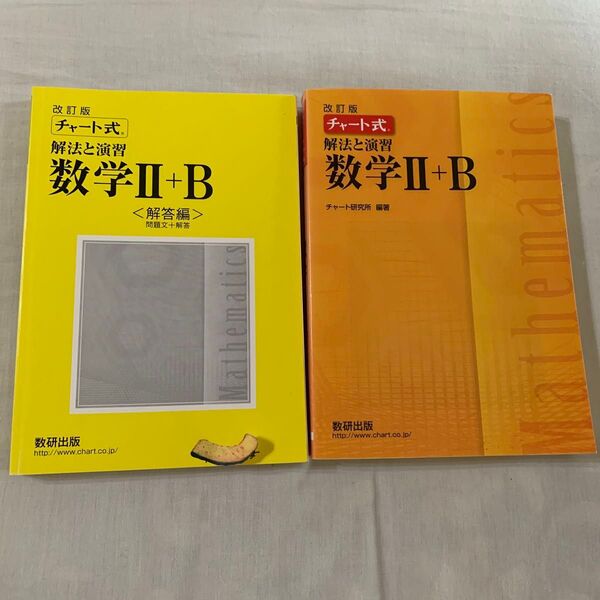 改訂版
チャート式®
解法と演習
数学Ⅱ+B
<解答編>
問題文+解答
Mathematics
数研出版
http://www.chart.co.jp/
改訂版
チャート式®
解法と演習
数学Ⅱ+B
チャート研究所 編著
Mathematics
数研出版
http://www.chart.co.jp/